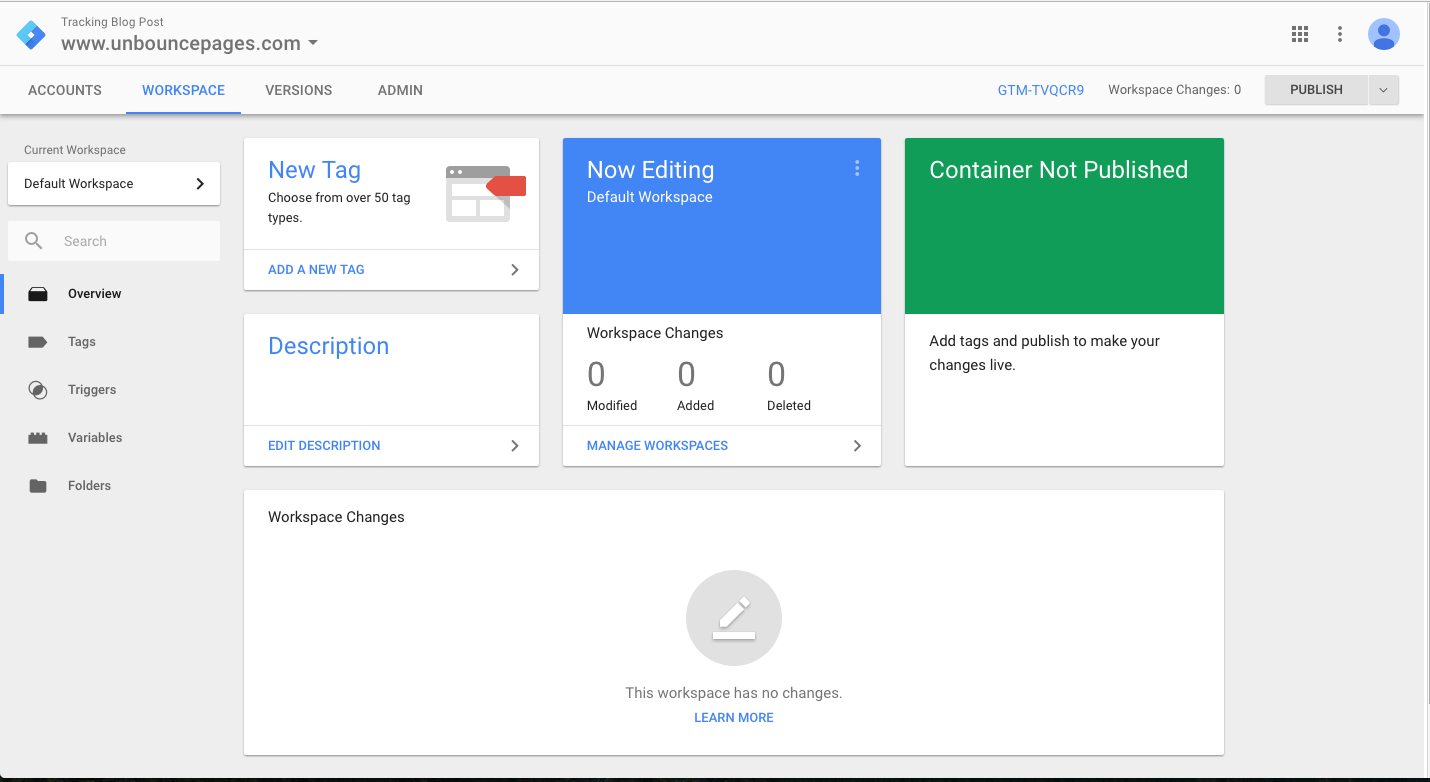 Tracking Blog Post
www.unbouncepages.com
ACCOUNTS
WORKSPACE
VERSIONS
ADMIN
GTM-TVQCR9
Workspace Changes: 0
PUBLISH
Current Workspace
Default Workspace
Search
Overview
Tags
Triggers
Variables
Folders
New Tag
Choose from over 50 tag
types.
ADD A NEW TAG
Description
EDIT DESCRIPTION
Now Editing
Default Workspace
Workspace Changes
0 0 0
Modified Added Deleted
MANAGE WORKSPACES
Container Not Published
Add tags and publish to make your
changes live.
Workspace Changes
This workspace has no changes.
LEARN MORE